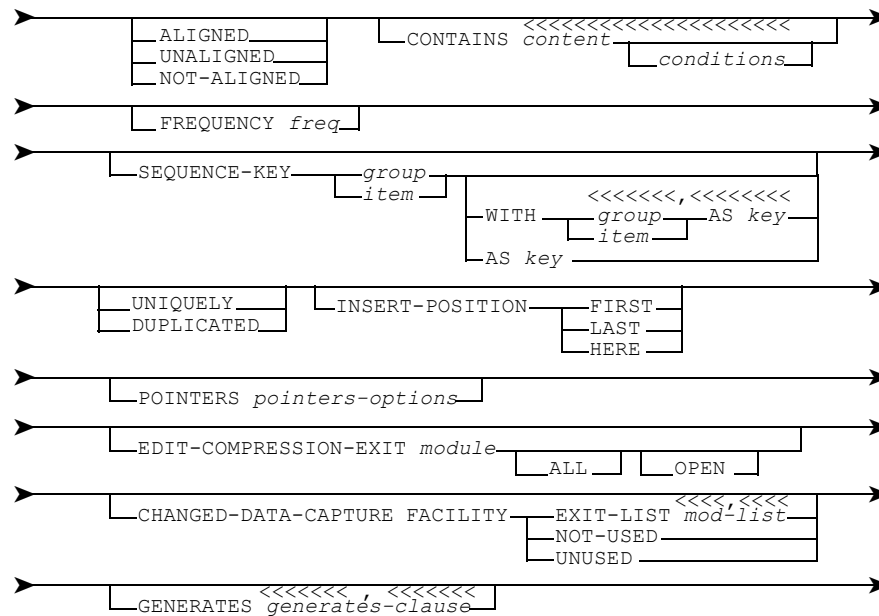 <<<<<<<<<<<<<<<<<<<<<
ALIGNED CONTAINS content
UNALIGNED conditions
NOT-ALIGNED
FREQUENCY freq
SEQUENCE-KEY group
item
<<<<<<<,<<<<<<<<
WITH group AS key
item
AS key
UNIQUELY INSERT-POSITION FIRST
DUPLICATED LAST
HERE
POINTERS pointers-options
EDIT-COMPRESSION-EXIT module
ALL OPEN
<<<<,<<<<
CHANGED-DATA-CAPTURE FACILITY EXIT-LIST mod-list
NOT-USED
UNUSED
<<<<<<< , <<<<<<<
GENERATES generates-clause